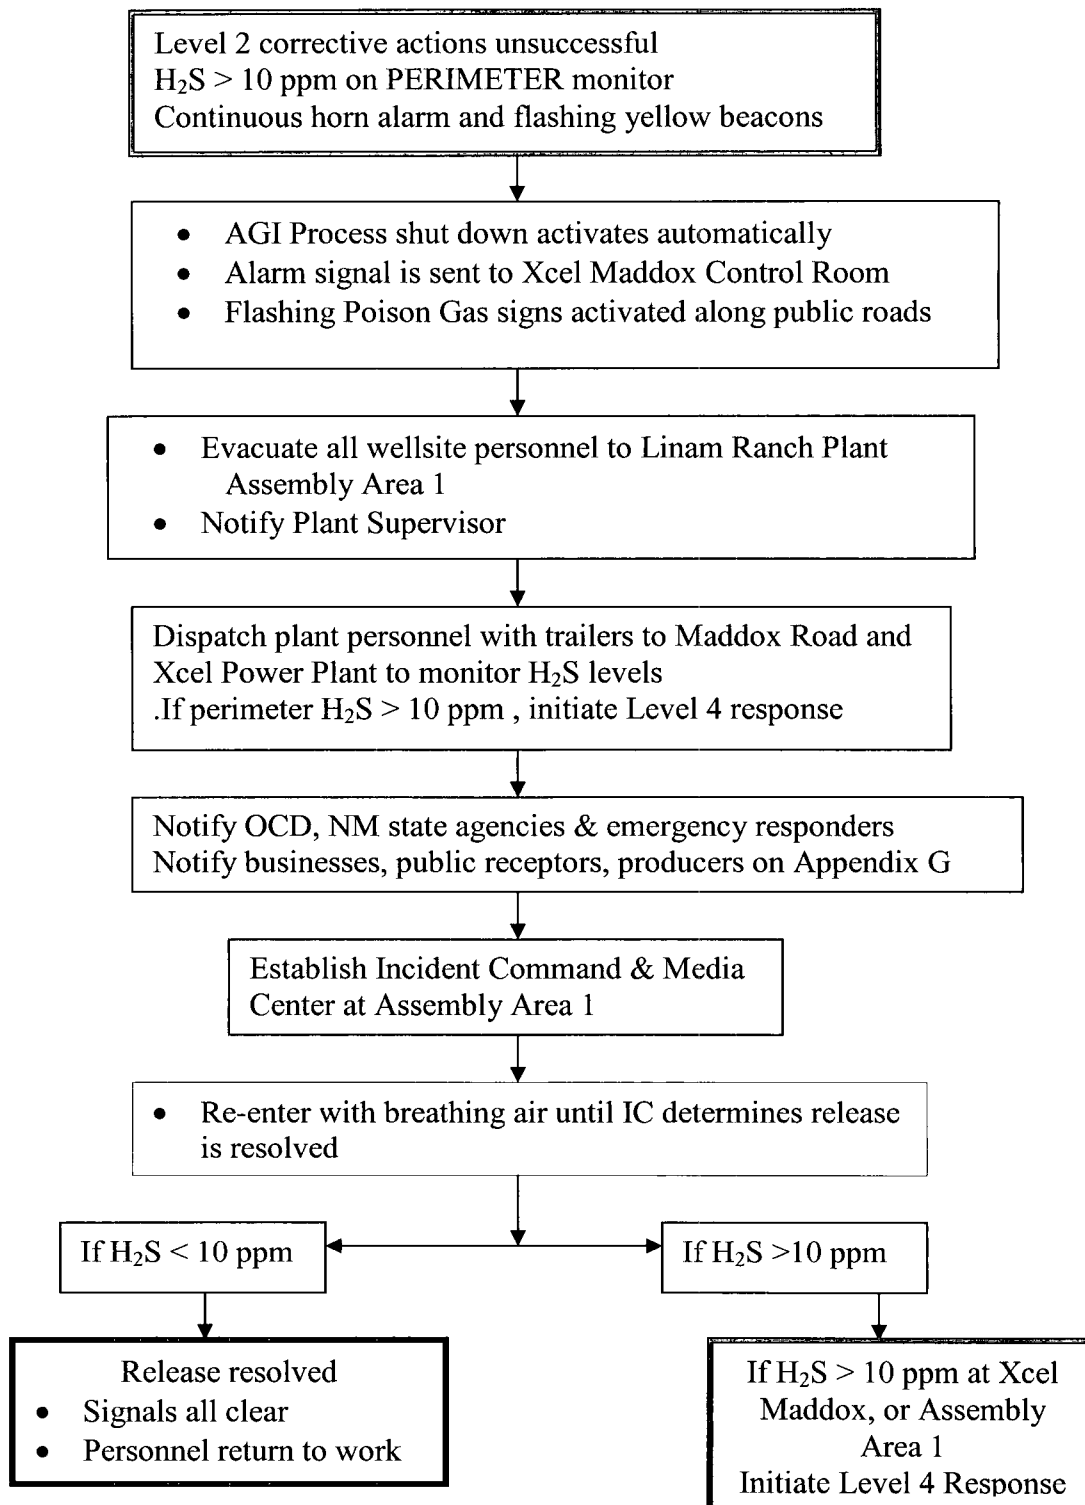 Level 2 corrective actions unsuccessful
H₂S > 10 ppm on PERIMETER monitor
Continuous horn alarm and flashing yellow beacons
• AGI Process shut down activates automatically
• Alarm signal is sent to Xcel Maddox Control Room
• Flashing Poison Gas signs activated along public roads
• Evacuate all wellsite personnel to Linam Ranch Plant
Assembly Area 1
• Notify Plant Supervisor
Dispatch plant personnel with trailers to Maddox Road and
Xcel Power Plant to monitor H₂S levels
.If perimeter H₂S > 10 ppm , initiate Level 4 response
Notify OCD, NM state agencies & emergency responders
Notify businesses, public receptors, producers on Appendix G
Establish Incident Command & Media
Center at Assembly Area 1
• Re-enter with breathing air until IC determines release
is resolved
If H₂S < 10 ppm
If H₂S >10 ppm
Release resolved
• Signals all clear
• Personnel return to work
If H₂S > 10 ppm at Xcel
Maddox, or Assembly
Area 1
Initiate Level 4 Response